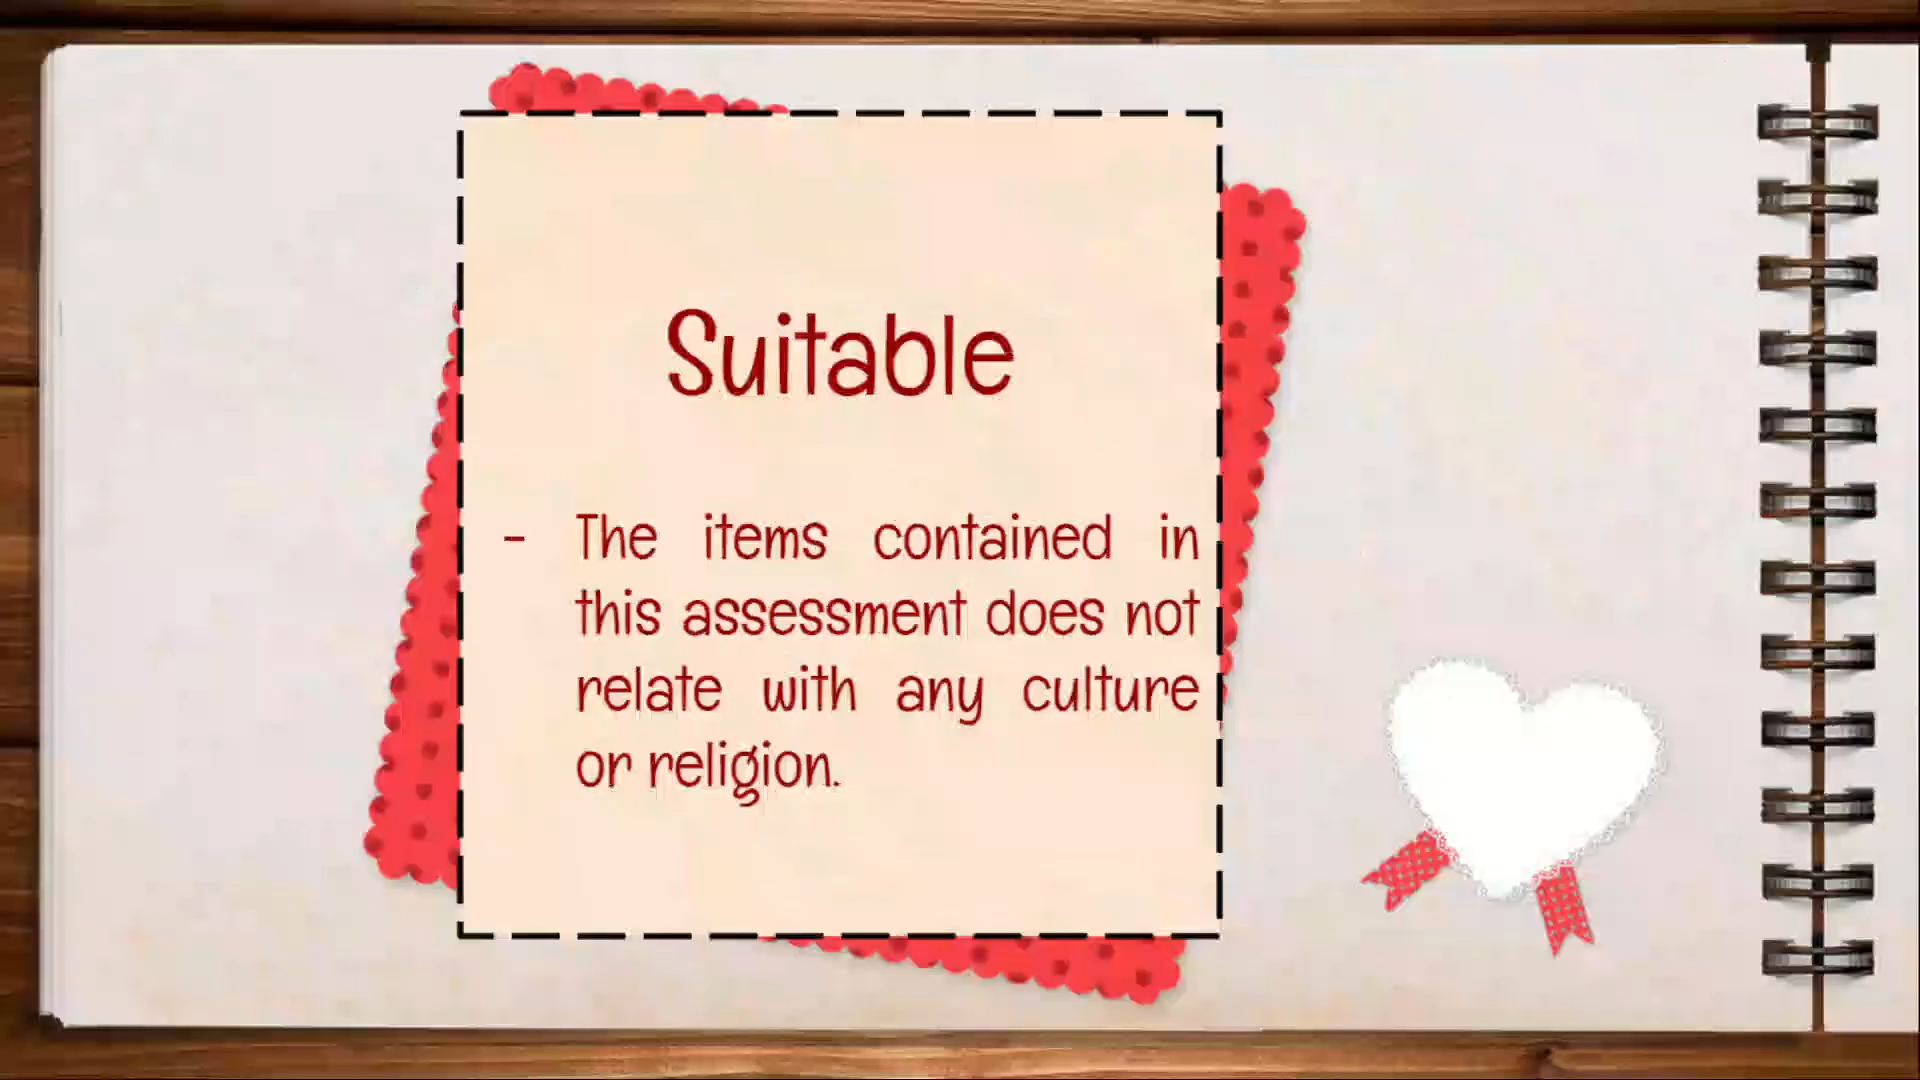 Suitable
- The items contained in
this assessment does not
relate with any culture
or religion.